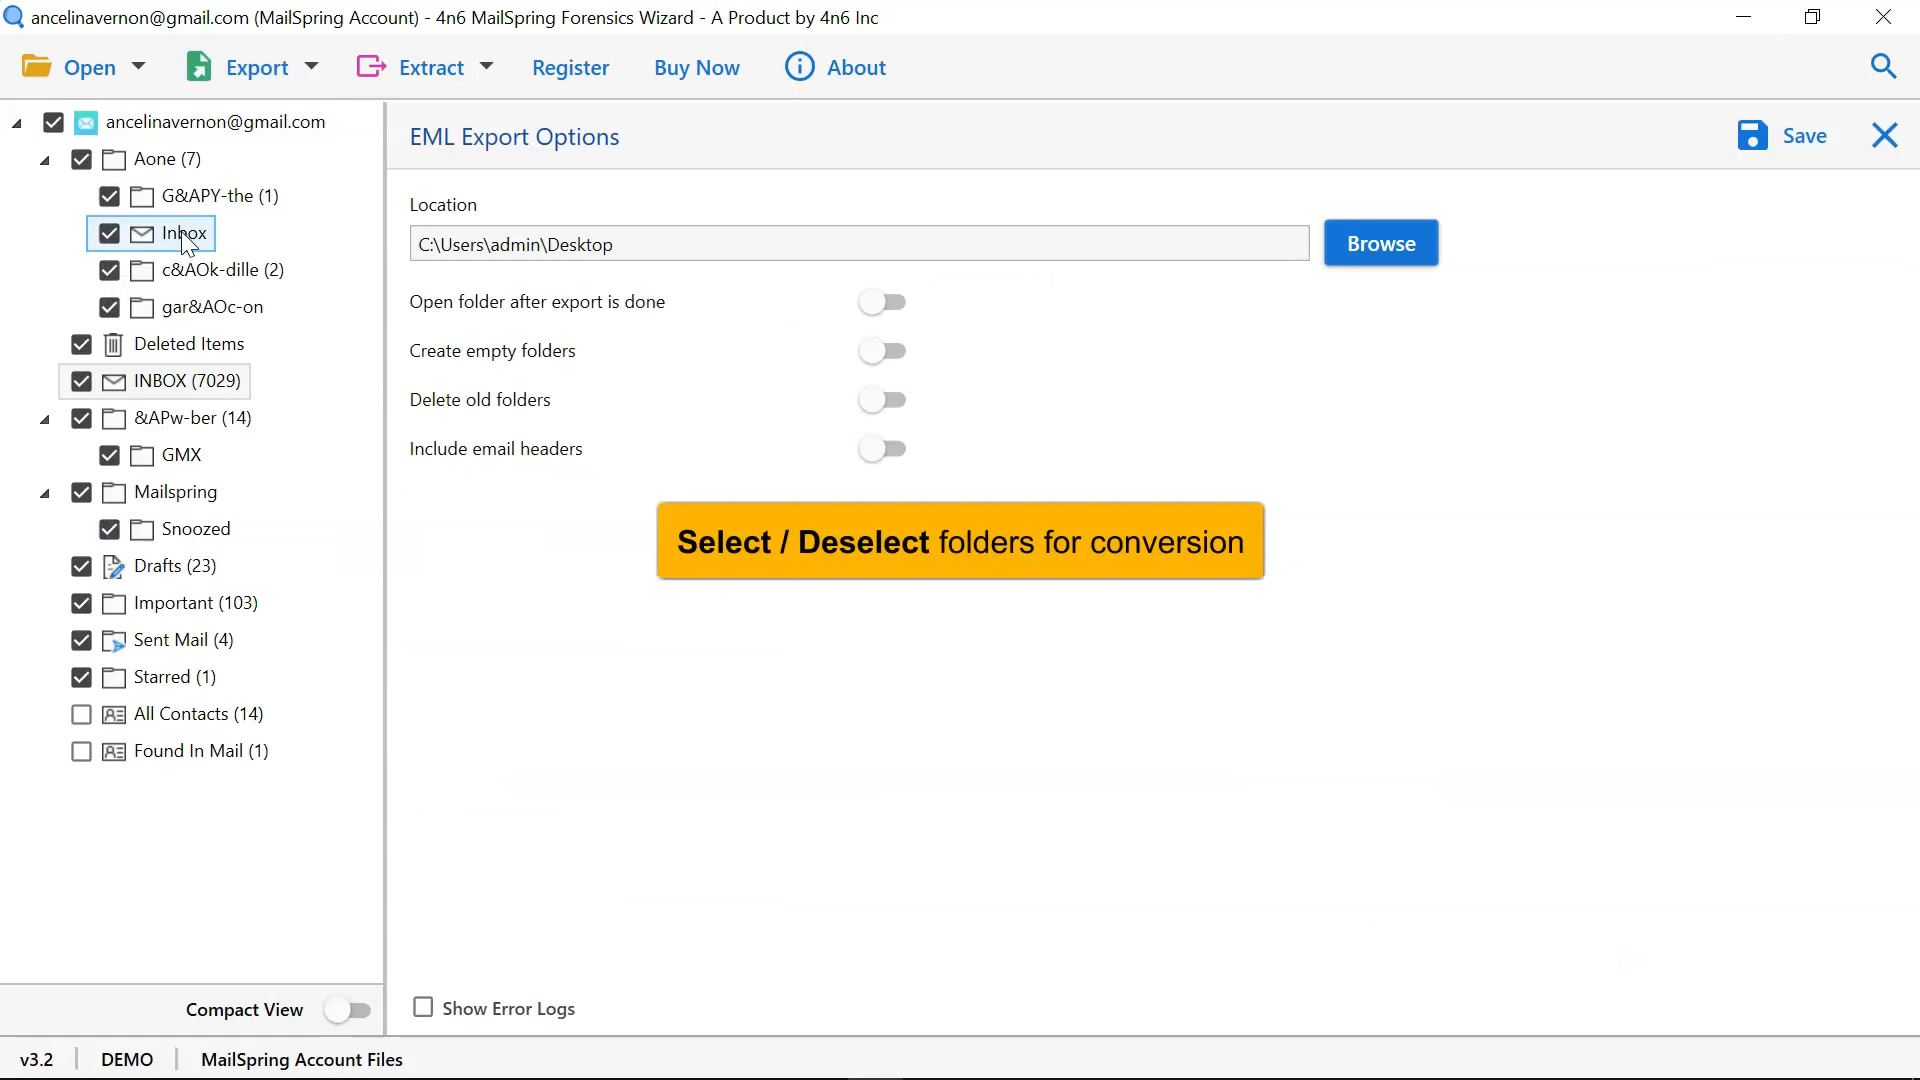 ancelinavernon@gmail.com (MailSpring Account) - 4n6 MailSpring Forensics Wizard - A Product by 4n6 Inc
Open Export Extract Register Buy Now About
ancelinavernon@gmail.com
Aone (7)
G&APY-the (1)
Inbox
c&AOk-dille (2)
gar&AOc-on
Deleted Items
INBOX (7029)
&APw-ber (14)
GMX
Mailspring
Snoozed
Drafts (23)
Important (103)
Sent Mail (4)
Starred (1)
All Contacts (14)
Found In Mail (1)
Compact View
EML Export Options Save
Location
C:\Users\admin\Desktop Browse
Open folder after export is done
Create empty folders
Delete old folders
Include email headers
Select / Deselect folders for conversion
Show Error Logs
v3.2 DEMO MailSpring Account Files